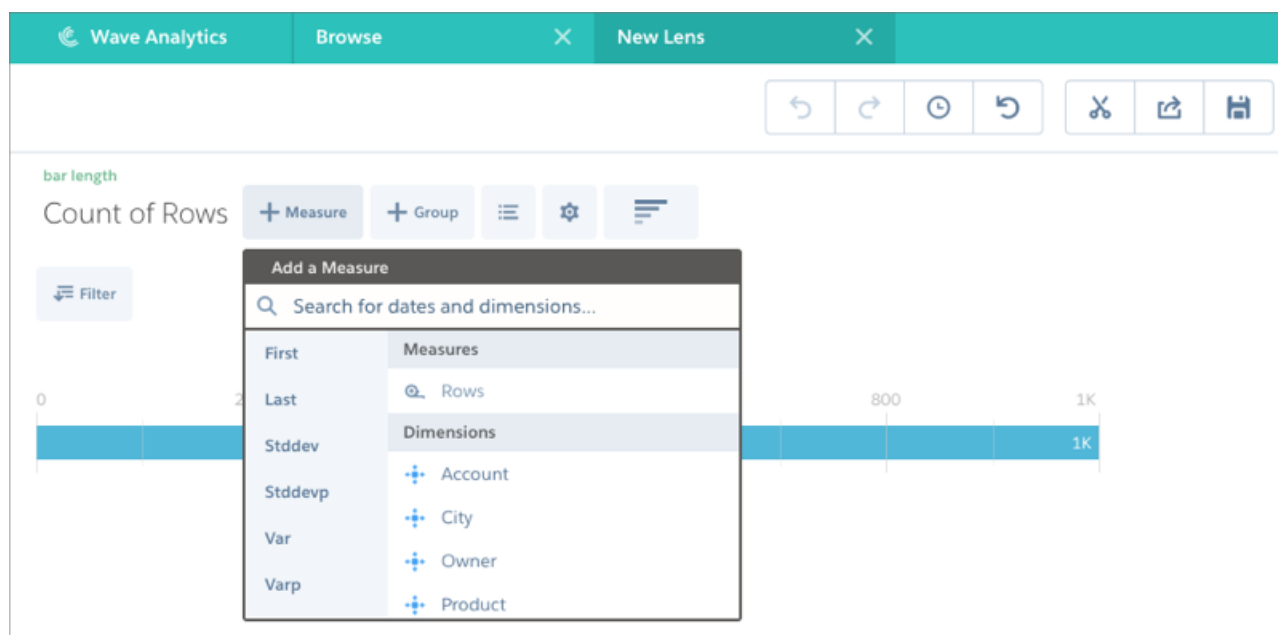 Wave Analytics
Browse
New Lens
bar length
Count of Rows
Measure
Group
Filter
Add a Measure
Search for dates and dimensions...
First
Last
Stddev
Stddevp
Var
Varp
Measures
Rows
Dimensions
Account
City
Owner
Product
0
800
1K
1K